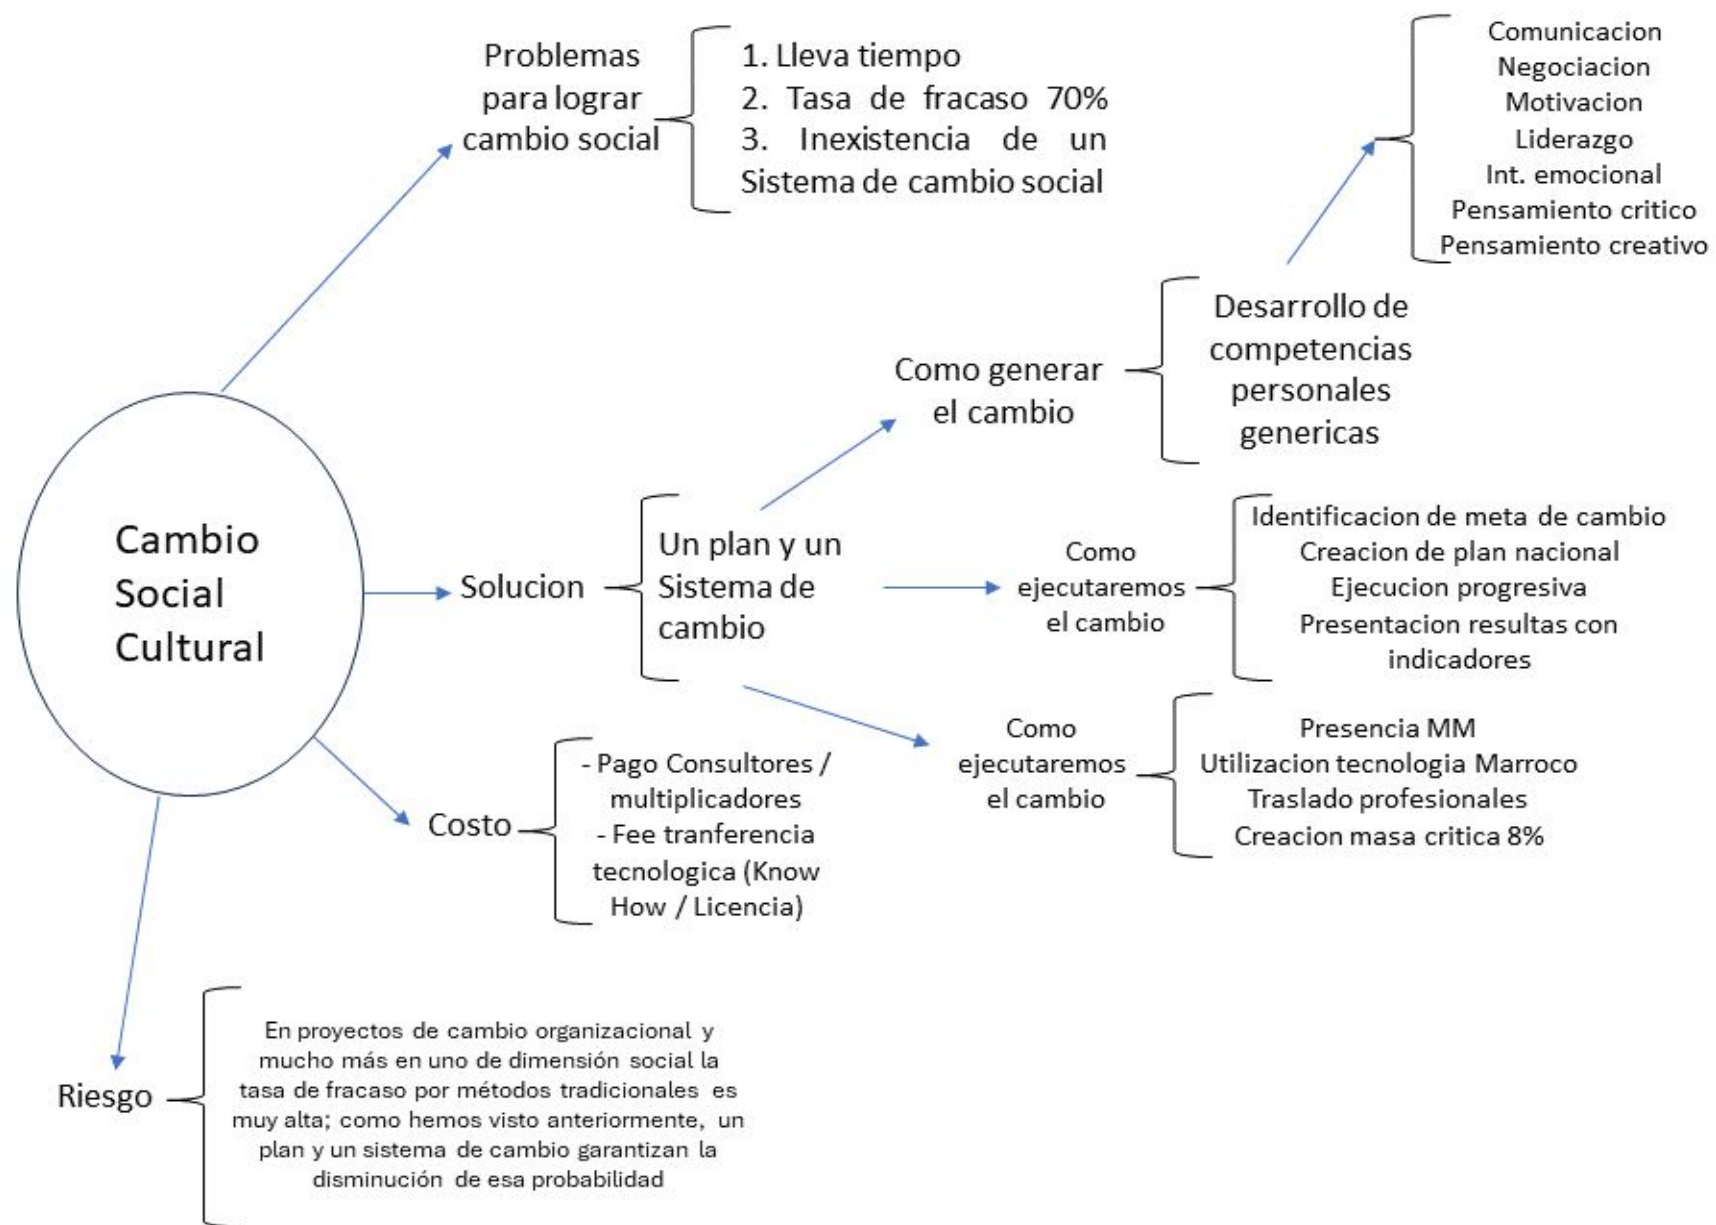 Cambio
Social
Cultural
Problemas
para lograr
cambio social
1. Lleva tiempo
2. Tasa de fracaso 70%
3. Inexistencia de un
Sistema de cambio social
Solucion
Un plan y un
Sistema de
cambio
Como generar
el cambio
Desarrollo de
competencias
personales
genericas
Comunicacion
Negociacion
Motivacion
Liderazgo
Int. emocional
Pensamiento critico
Pensamiento creativo
Como
ejecutaremos
el cambio
Identificacion de meta de cambio
Creacion de plan nacional
Ejecucion progresiva
Presentacion resultas con
indicadores
Como
ejecutaremos
el cambio
Presencia MM
Utilizacion tecnologia Marroco
Traslado profesionales
Creacion masa critica 8%
Costo
- Pago Consultores /
multiplicadores
- Fee tranferencia
tecnologica (Know
How / Licencia)
Riesgo
En proyectos de cambio organizacional y
mucho más en uno de dimensión social la
tasa de fracaso por métodos tradicionales es
muy alta; como hemos visto anteriormente, un
plan y un sistema de cambio garantizan la
disminución de esa probabilidad